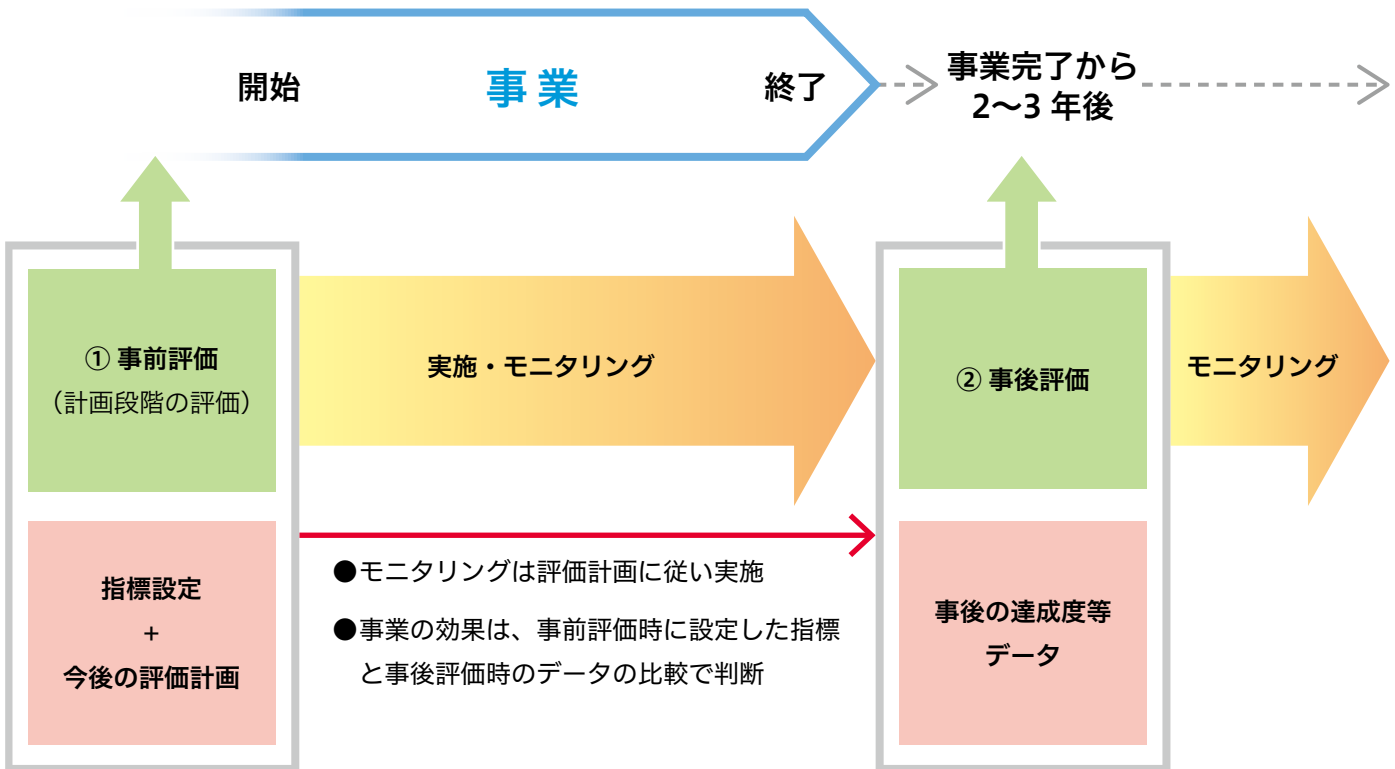 開始
事業
終了
事業完了から
2〜3 年後
① 事前評価
（計画段階の評価）
実施・モニタリング
② 事後評価
モニタリング
指標設定
+
今後の評価計画
●モニタリングは評価計画に従い実施
●事業の効果は、事前評価時に設定した指標
と事後評価時のデータの比較で判断
事後の達成度等
データ